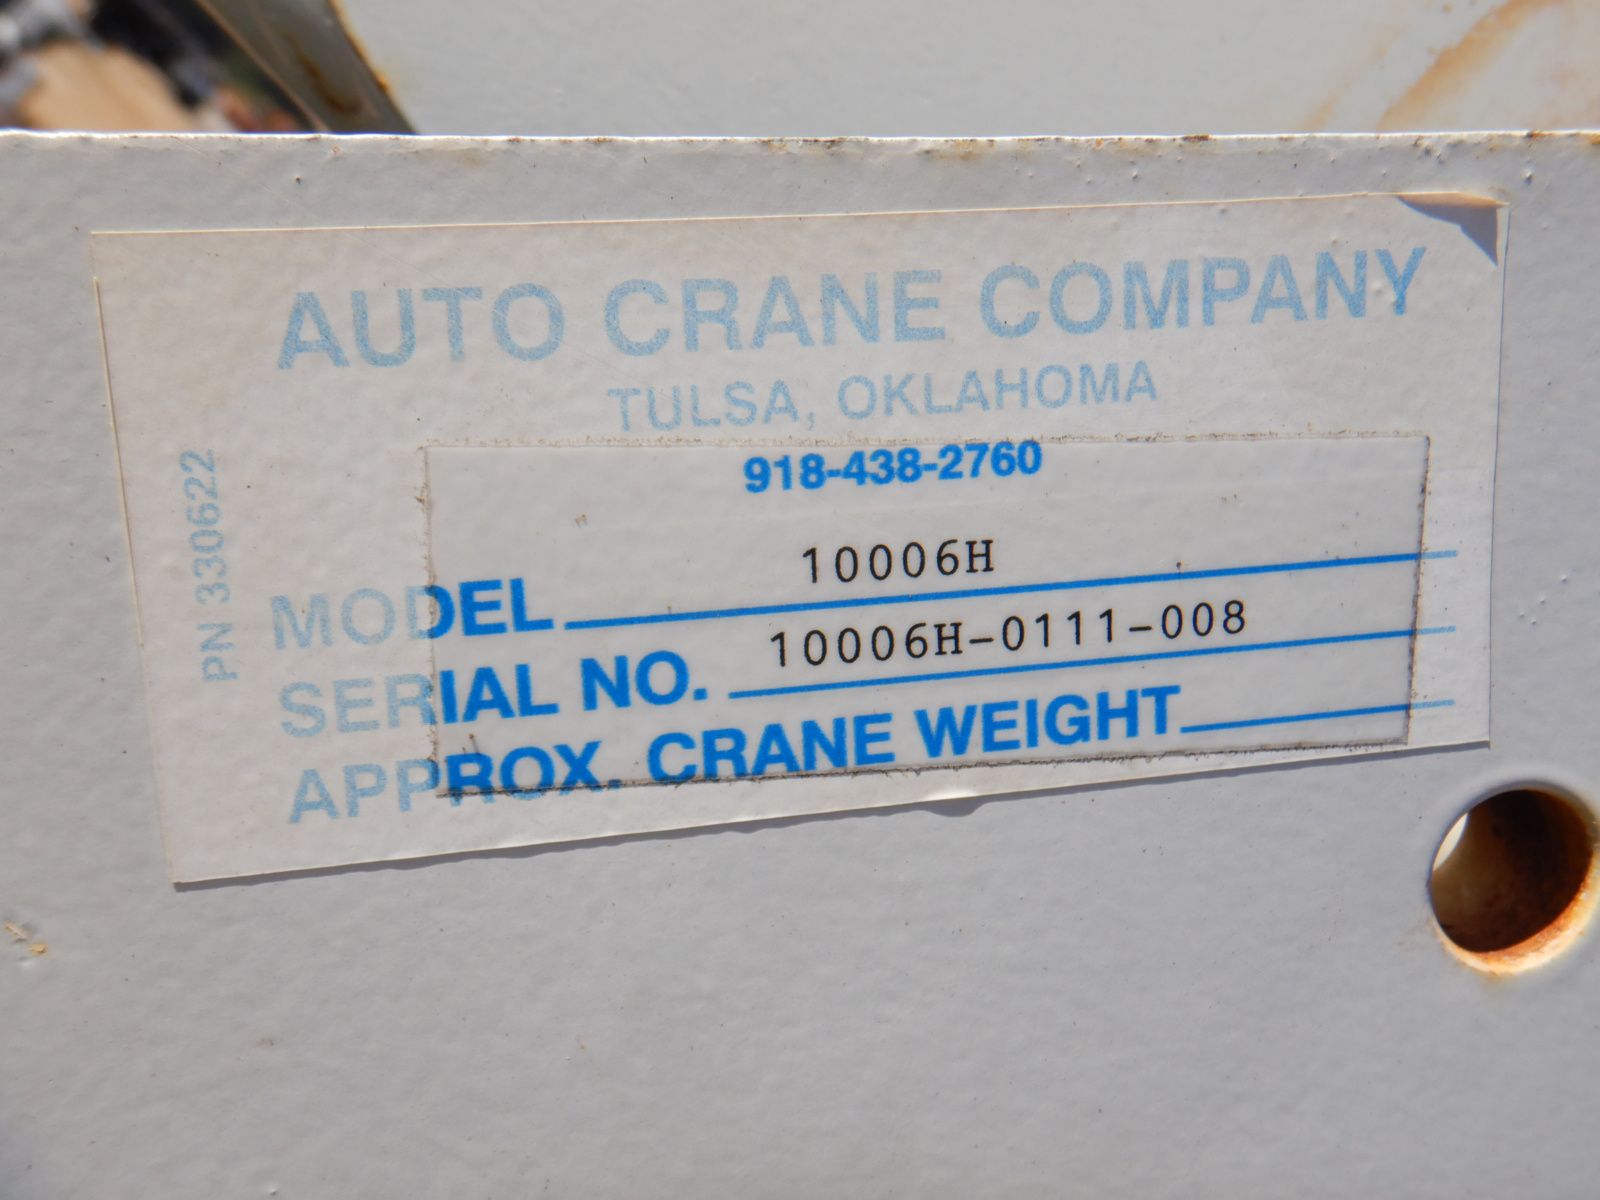 AUTO CRANE COMPANY
TULSA, OKLAHOMA
918-438-2760
PN 330622
MODEL 10006H
SERIAL NO. 10006H-0111-008
APPROX. CRANE WEIGHT